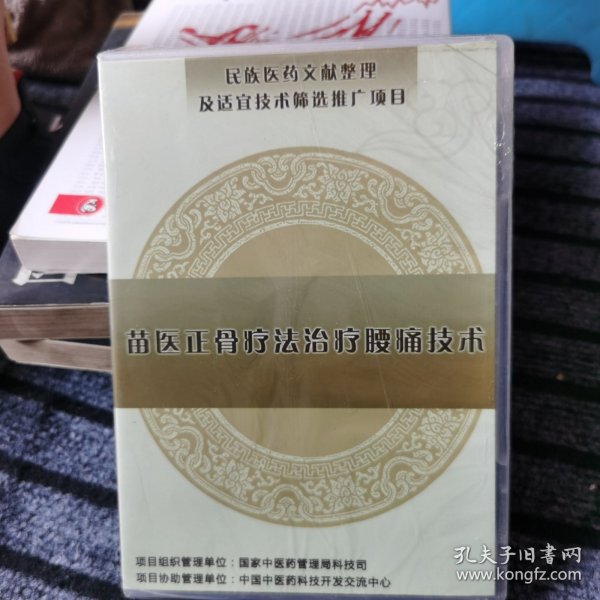 民族医药文献整理
及适宜技术筛选推广项目
苗医正骨疗法治疗腰痛技术
项目组织管理单位：国家中医药管理局科技司
项目协助管理单位：中国中医药科技开发交流中心
孔夫子旧书网
www.kongfz.com